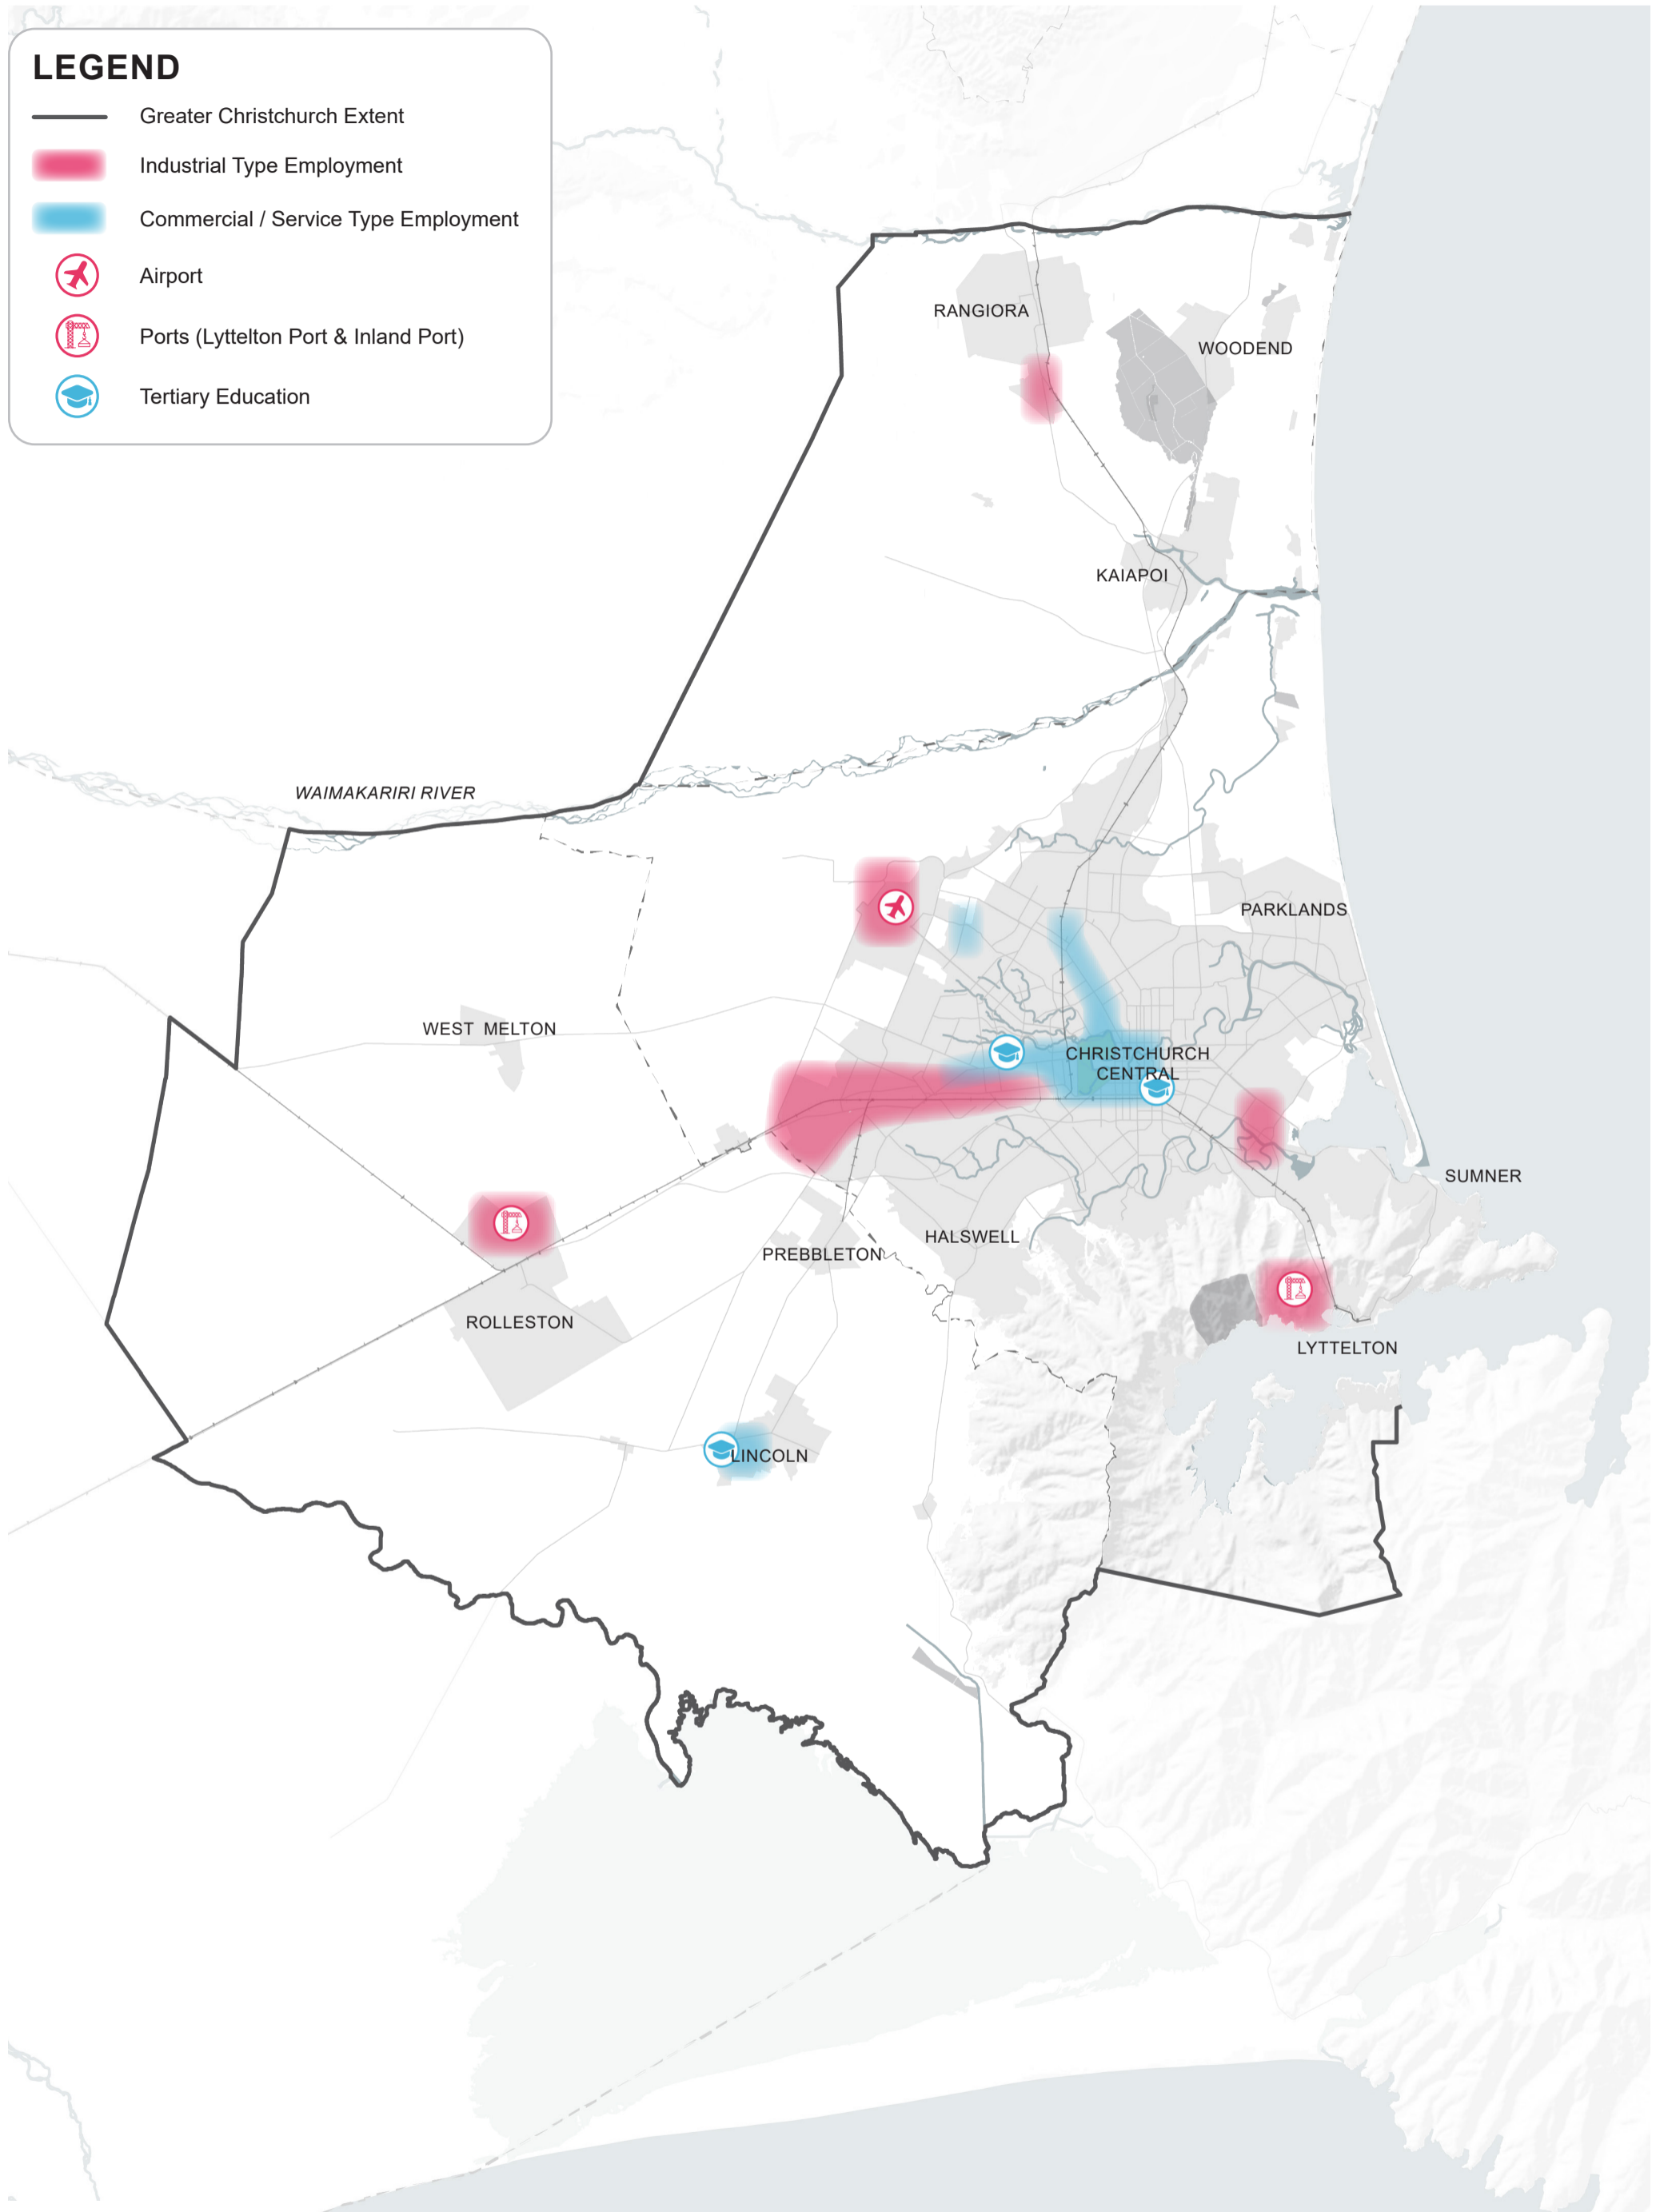 LEGEND
Greater Christchurch Extent
Industrial Type Employment
Commercial / Service Type Employment
Airport
Ports (Lyttelton Port & Inland Port)
Tertiary Education
RANGIORA
WOODEND
KAIAPOI
WAIMAKARIRI RIVER
PARKLANDS
WEST MELTON
CHRISTCHURCH
CENTRAL
SUMNER
HALSWELL
PREBBLETON
ROLLESTON
LYTTELTON
LINCOLN